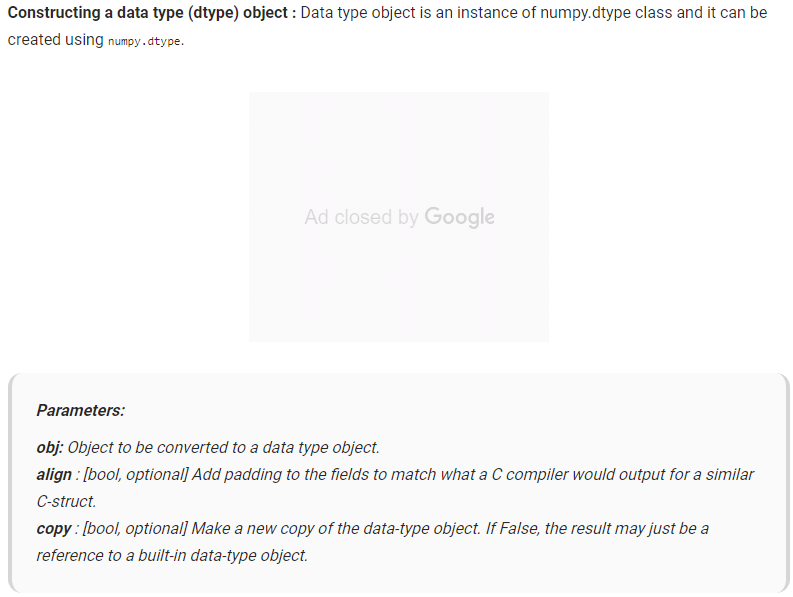 Constructing a data type (dtype) object : Data type object is an instance of numpy.dtype class and it can be
created using numpy.dtype.
Ad closed by Google
Parameters:
obj: Object to be converted to a data type object.
align : [bool, optional] Add padding to the fields to match what a C compiler would output for a similar
C-struct.
copy : [bool, optional] Make a new copy of the data-type object. If False, the result may just be a
reference to a built-in data-type object.